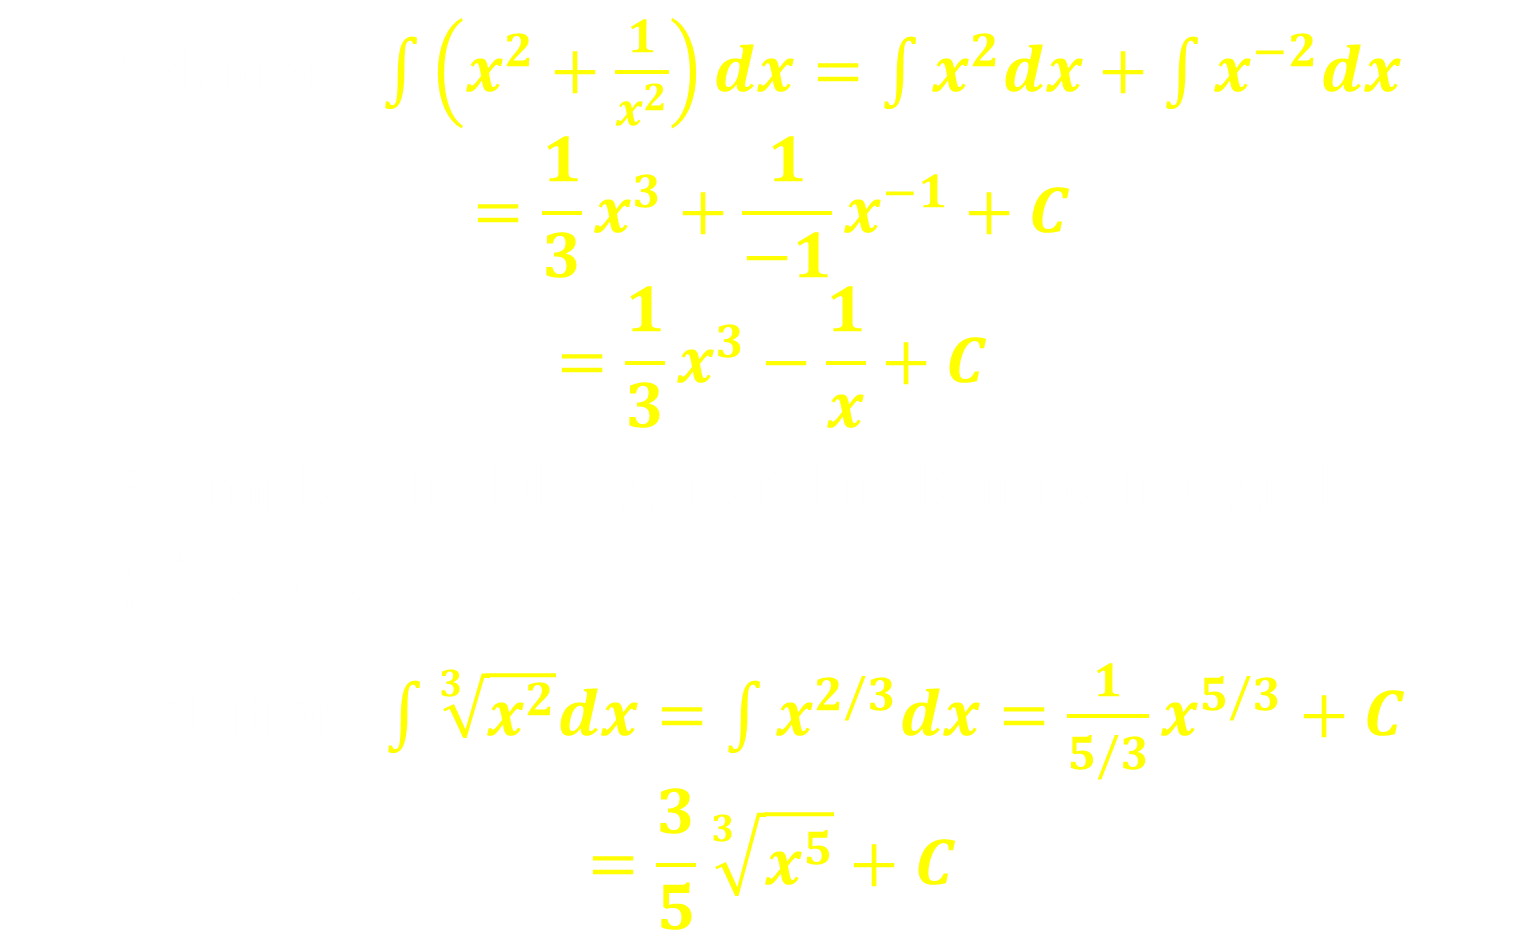 ∫ (x² + 1/x²) dx = ∫ x² dx + ∫ x⁻² dx
= 1/3 x³ + 1/−1 x⁻¹ + C
= 1/3 x³ − 1/x + C
∫ ∛(x²) dx = ∫ x^(2/3) dx = 1/(5/3) x^(5/3) + C
= 3/5 ∛(x⁵) + C